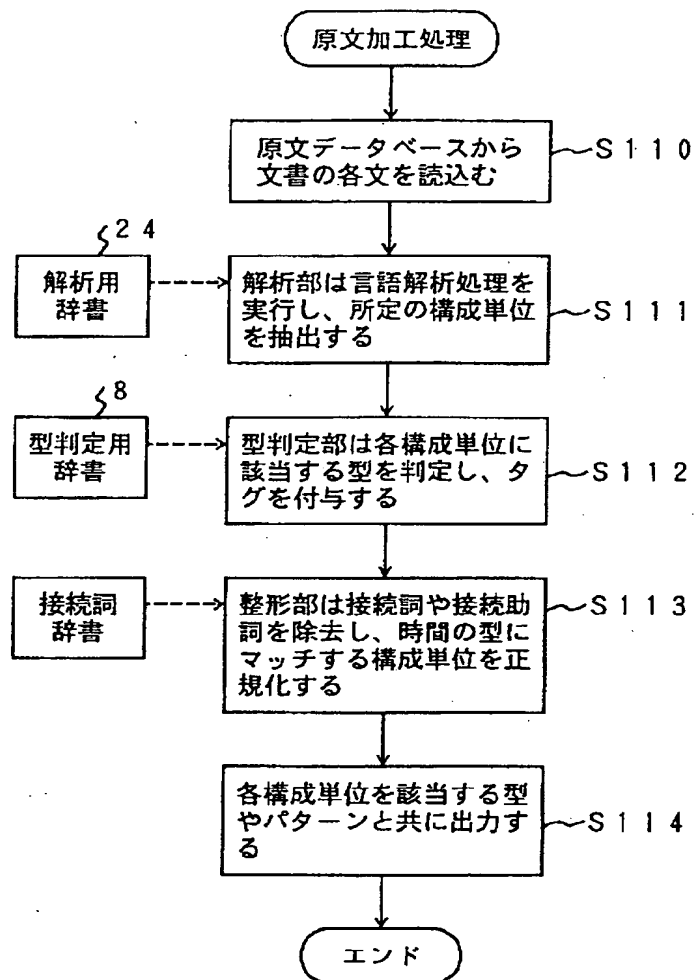 原文加工処理
原文データベースから
文書の各文を読込む
S110
24
解析用
辞書
解析部は言語解析処理を
実行し、所定の構成単位
を抽出する
S111
8
型判定用
辞書
型判定部は各構成単位に
該当する型を判定し、タ
グを付与する
S112
接続詞
辞書
整形部は接続詞や接続助
詞を除去し、時間の型に
マッチする構成単位を正
規化する
S113
各構成単位を該当する型
やパターンと共に出力す
る
S114
エンド